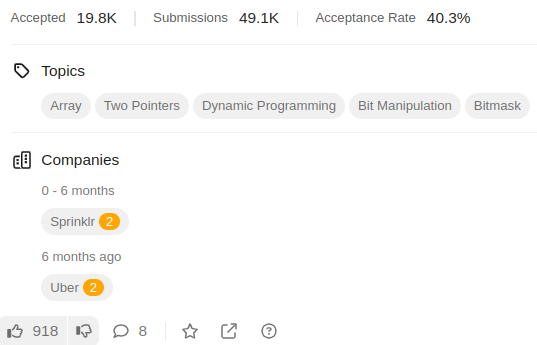 Accepted 19.8K Submissions 49.1K Acceptance Rate 40.3%
Topics
Array Two Pointers Dynamic Programming Bit Manipulation Bitmask
Companies
0 - 6 months
Sprinklr 2
6 months ago
Uber 2
918 8